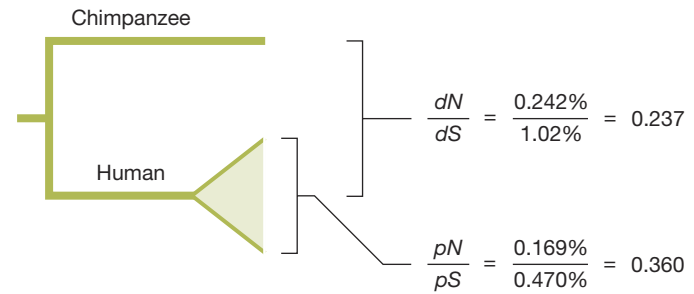 Chimpanzee
dN/dS = 0.242%/1.02% = 0.237
Human
pN/pS = 0.169%/0.470% = 0.360